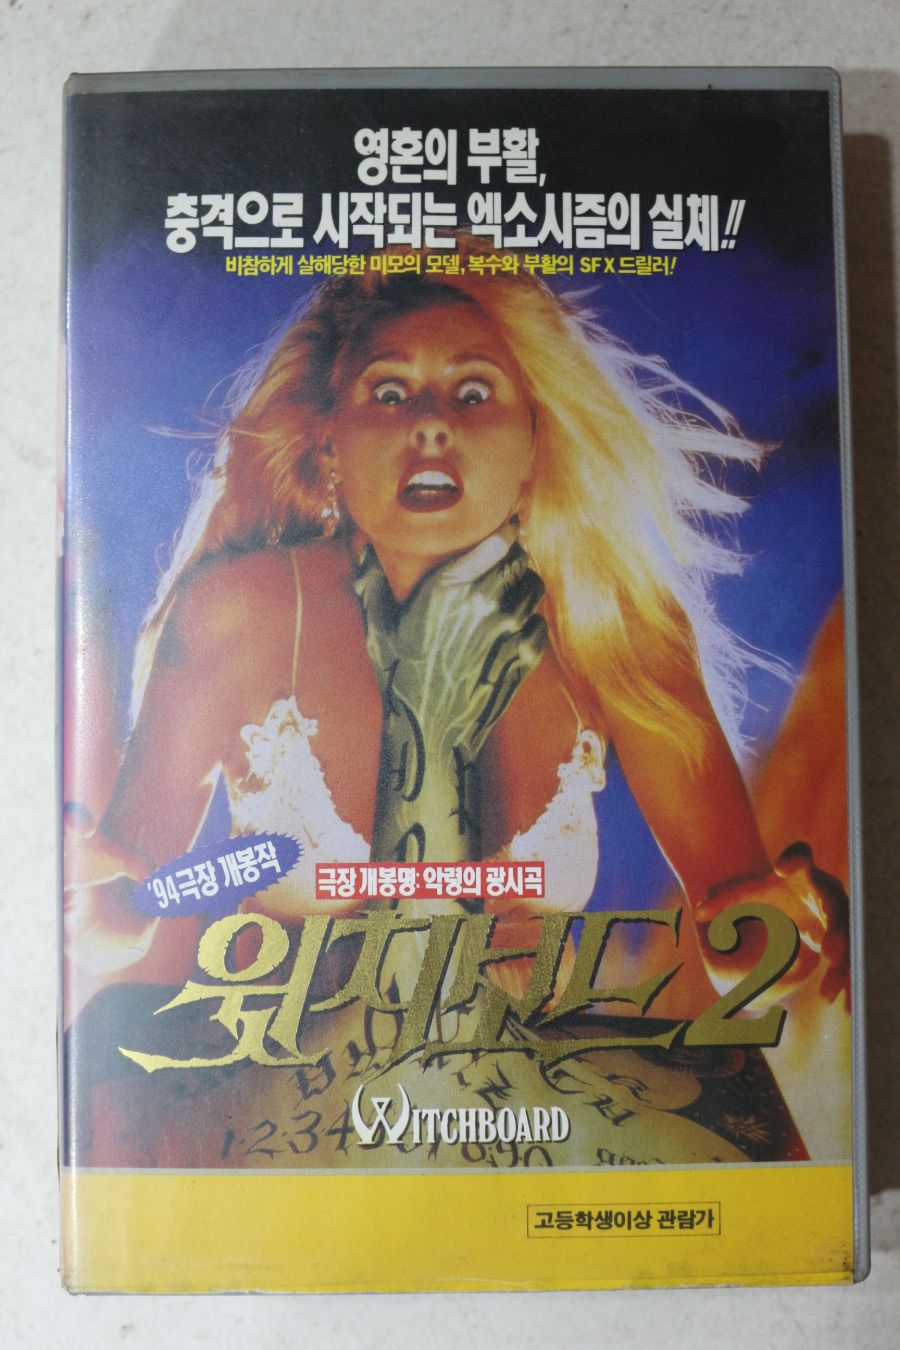 영혼의 부활,
충격으로 시작되는 엑소시즘의 실체!!
비참하게 살해당한 미모의 모델, 복수와 부활의 SFX 드릴러!
'94 극장 개봉작
극장 개봉명: 악령의 광시곡
윗치보드2
WITCHBOARD
고등학생이상 관람가